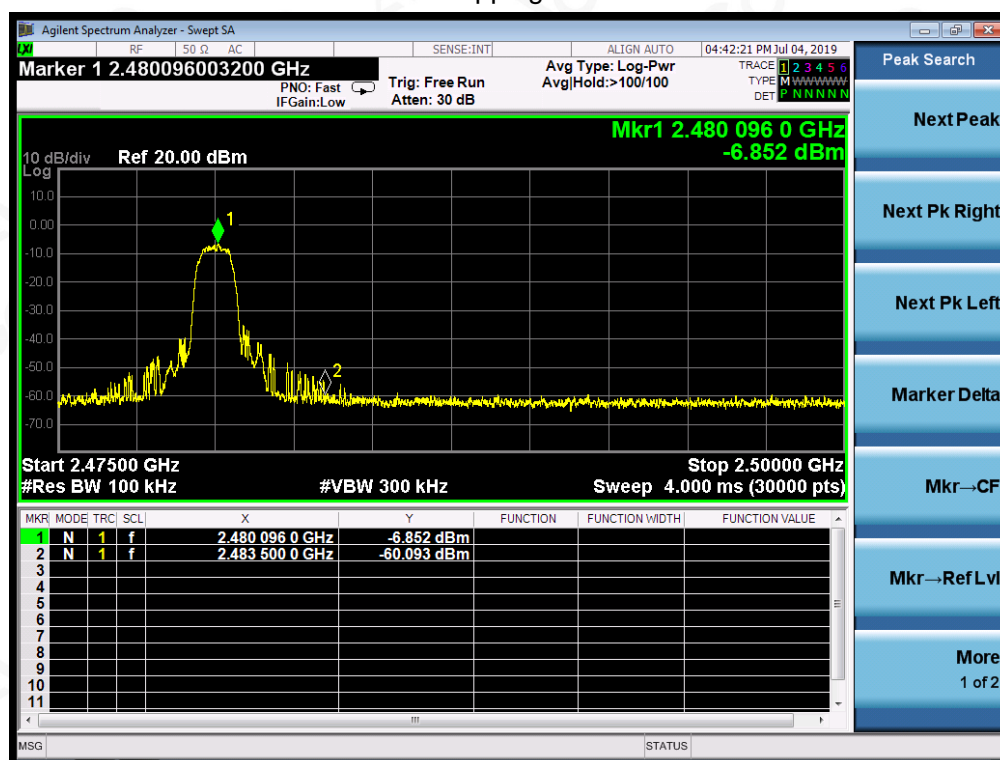 pping
Agilent Spectrum Analyzer - Swept SA
LXI RF 50 Ω AC SENSE:INT ALIGN AUTO 04:42:21 PM Jul 04, 2019
Marker 1 2.480096003200 GHz
PNO: Fast
IFGain:Low
Trig: Free Run
Atten: 30 dB
Avg Type: Log-Pwr
Avg|Hold:>100/100
TRACE 1 2 3 4 5 6
TYPE M WWWWW
DET P N N N N N
Peak Search
Mkr1 2.480 096 0 GHz
-6.852 dBm
10 dB/div Ref 20.00 dBm
Log
10.0
0.00
-10.0
-20.0
-30.0
-40.0
-50.0
-60.0
-70.0
1
2
Start 2.47500 GHz Stop 2.50000 GHz
#Res BW 100 kHz #VBW 300 kHz Sweep 4.000 ms (30000 pts)
MKR MODE TRC SCL X Y FUNCTION FUNCTION WIDTH FUNCTION VALUE
1 N 1 f 2.480 096 0 GHz -6.852 dBm
2 N 1 f 2.483 500 0 GHz -60.093 dBm
3
4
5
6
7
8
9
10
11
MSG STATUS
Next Peak
Next Pk Right
Next Pk Left
Marker Delta
Mkr→CF
Mkr→Ref Lvl
More
1 of 2